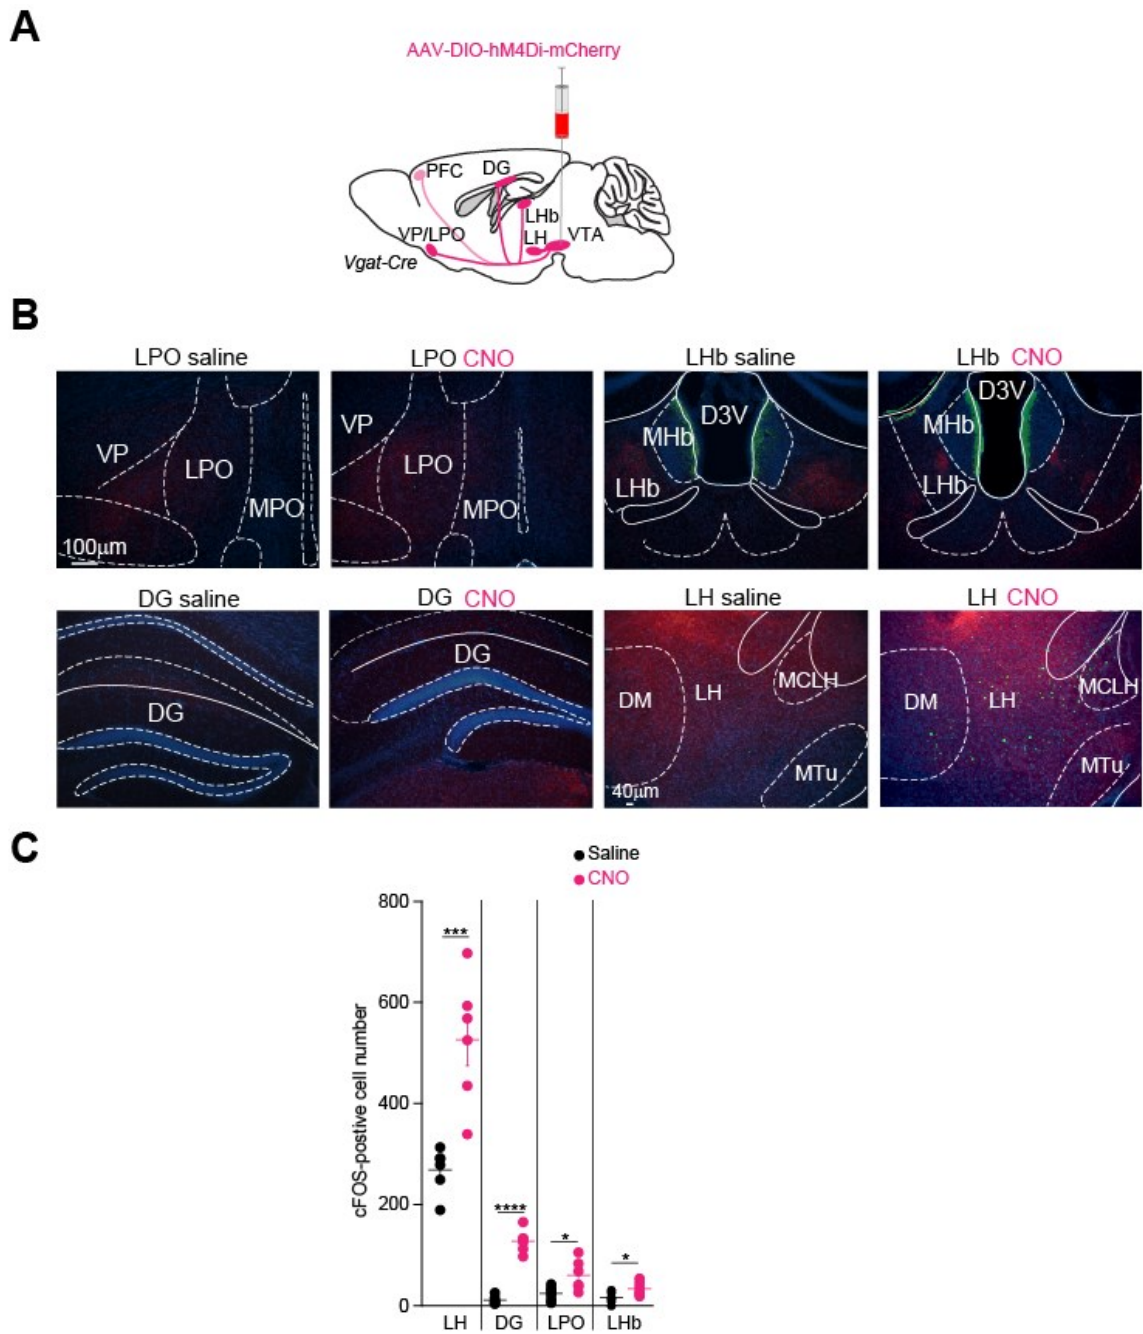 A
AAV-DIO-hM4Di-mCherry
PFC
DG
LHb
VP/LPO
LH
VTA
Vgat-Cre
B
LPO saline
LPO CNO
LHb saline
LHb CNO
VP
LPO
MPO
100μm
VP
LPO
MPO
D3V
MHb
LHb
D3V
MHb
LHb
DG saline
DG CNO
LH saline
LH CNO
DG
DG
DM
LH
MCLH
MTu
40μm
DM
LH
MCLH
MTu
C
Saline
CNO
cFOS-postive cell number
800
600
400
200
0
***
****
*
*
LH
DG
LPO
LHb